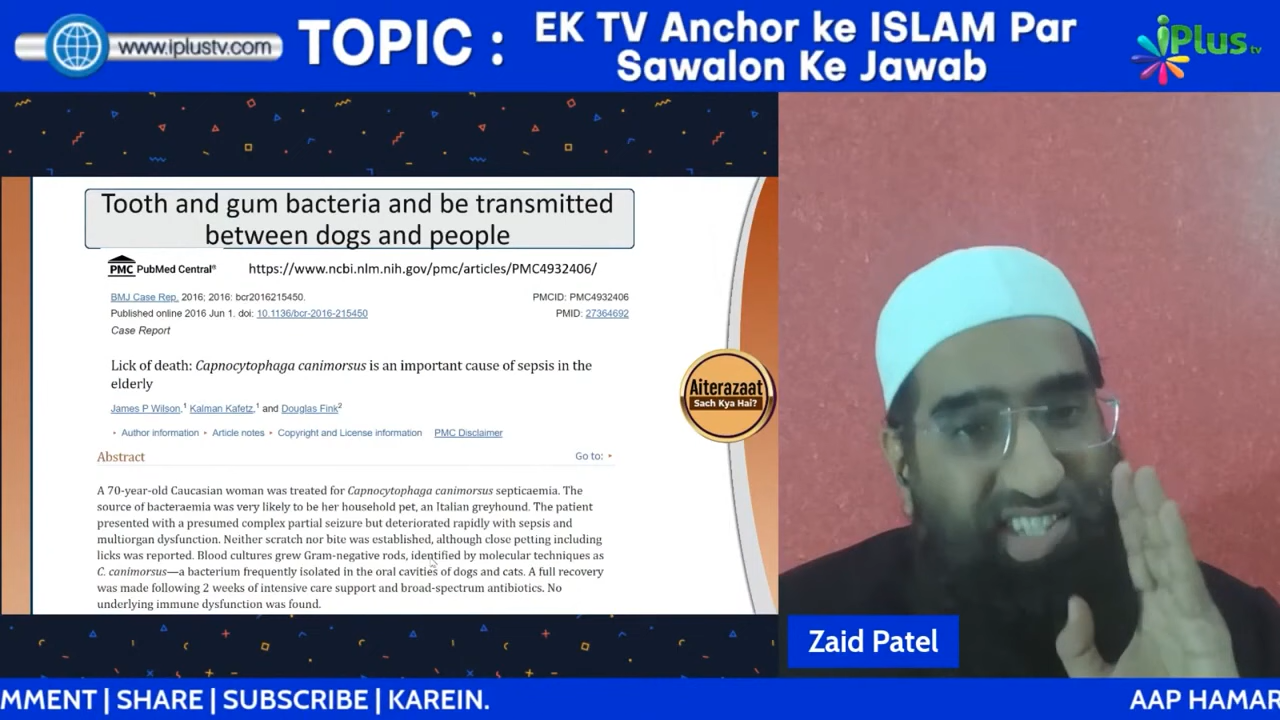 www.iplustv.com
TOPIC :
EK TV Anchor ke ISLAM Par
Sawalon Ke Jawab
iPlus tv
Tooth and gum bacteria and be transmitted
between dogs and people
PMC PubMed Central®
https://www.ncbi.nlm.nih.gov/pmc/articles/PMC4932406/
BMJ Case Rep. 2016; 2016: bcr2016215450.
PMCID: PMC4932406
Published online 2016 Jun 1. doi: 10.1136/bcr-2016-215450
PMID: 27364692
Case Report
Lick of death: Capnocytophaga canimorsus is an important cause of sepsis in the
elderly
James P Wilson,1 Kalman Kafetz,1 and Douglas Fink2
• Author information • Article notes • Copyright and License information PMC Disclaimer
Abstract
Go to: •
A 70-year-old Caucasian woman was treated for Capnocytophaga canimorsus septicaemia. The
source of bacteraemia was very likely to be her household pet, an Italian greyhound. The patient
presented with a presumed complex partial seizure but deteriorated rapidly with sepsis and
multiorgan dysfunction. Neither scratch nor bite was established, although close petting including
licks was reported. Blood cultures grew Gram-negative rods, identified by molecular techniques as
C. canimorsus—a bacterium frequently isolated in the oral cavities of dogs and cats. A full recovery
was made following 2 weeks of intensive care support and broad-spectrum antibiotics. No
underlying immune dysfunction was found.
Aiterazaat
Sach Kya Hai?
Zaid Patel
MMENT | SHARE | SUBSCRIBE | KAREIN.
AAP HAMAR